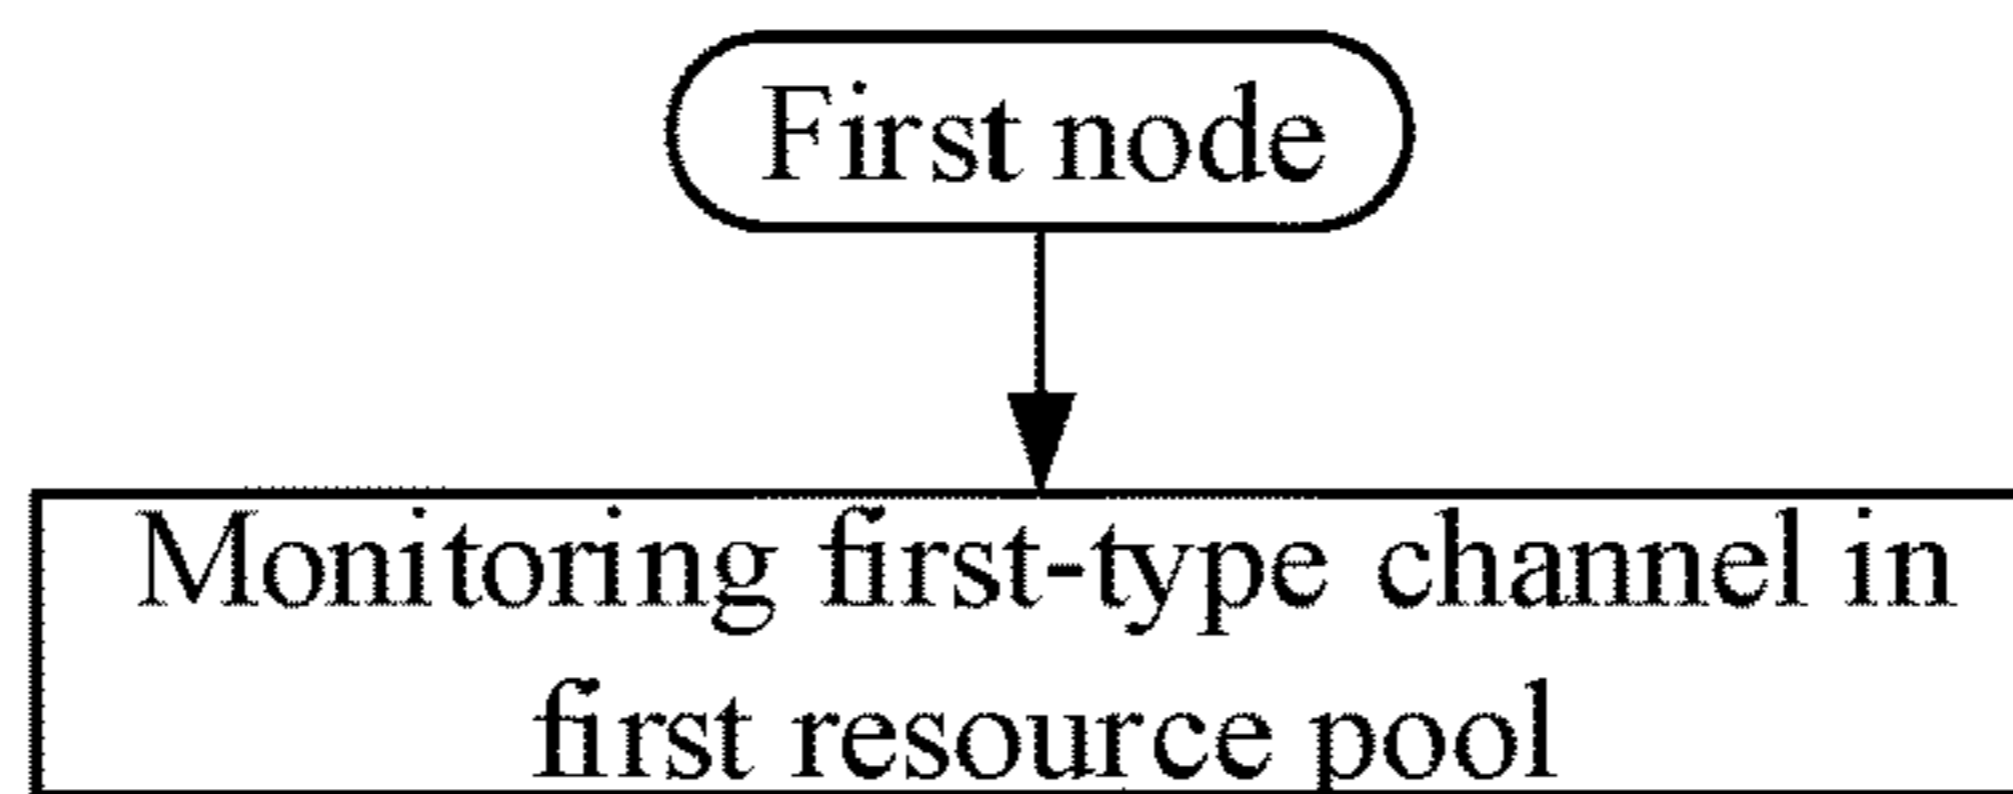 First node
Monitoring first-type channel in
first resource pool